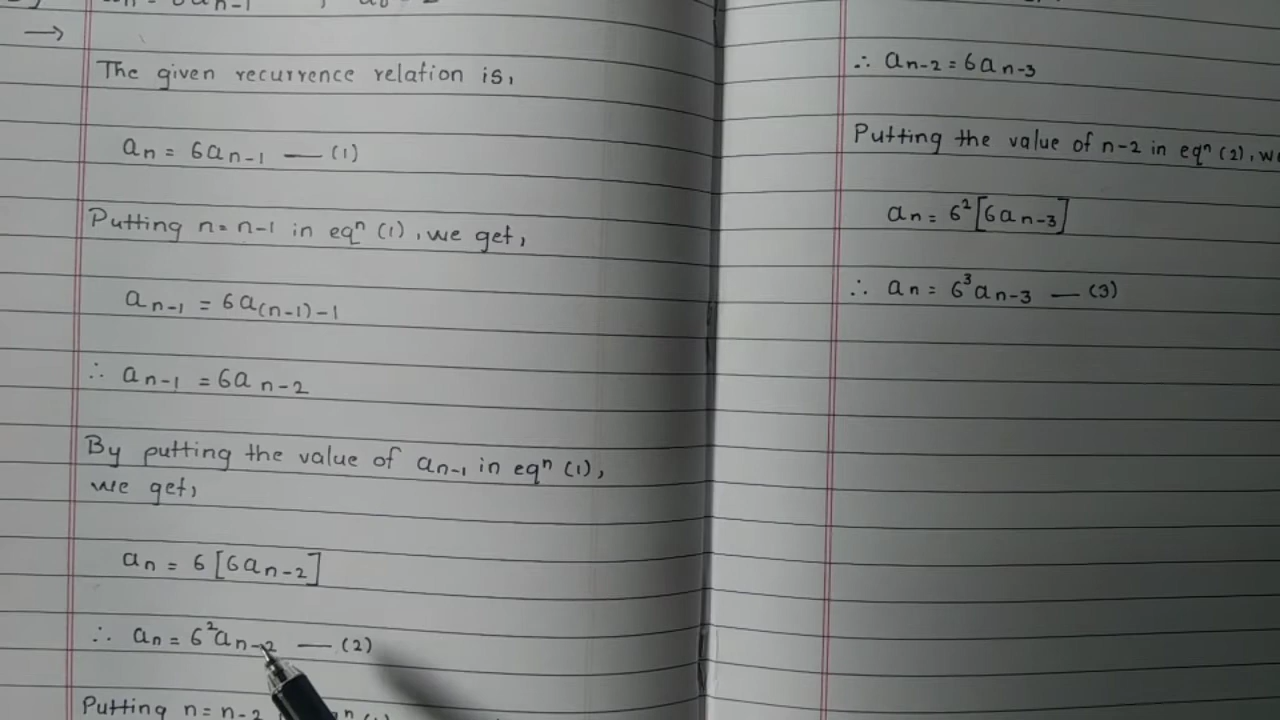 The given recurrence relation is,
aₙ = 6aₙ₋₁ — (1)
Putting n = n-1 in eqⁿ (1), we get,
aₙ₋₁ = 6a₍ₙ₋₁₎₋₁
∴ aₙ₋₁ = 6aₙ₋₂
By putting the value of aₙ₋₁ in eqⁿ (1),
we get,
aₙ = 6[6aₙ₋₂]
∴ aₙ = 6²aₙ₋₂ — (2)
Putting n = n-2
∴ aₙ₋₂ = 6aₙ₋₃
Putting the value of n-2 in eqⁿ (2),
aₙ = 6²[6aₙ₋₃]
∴ aₙ = 6³aₙ₋₃ — (3)